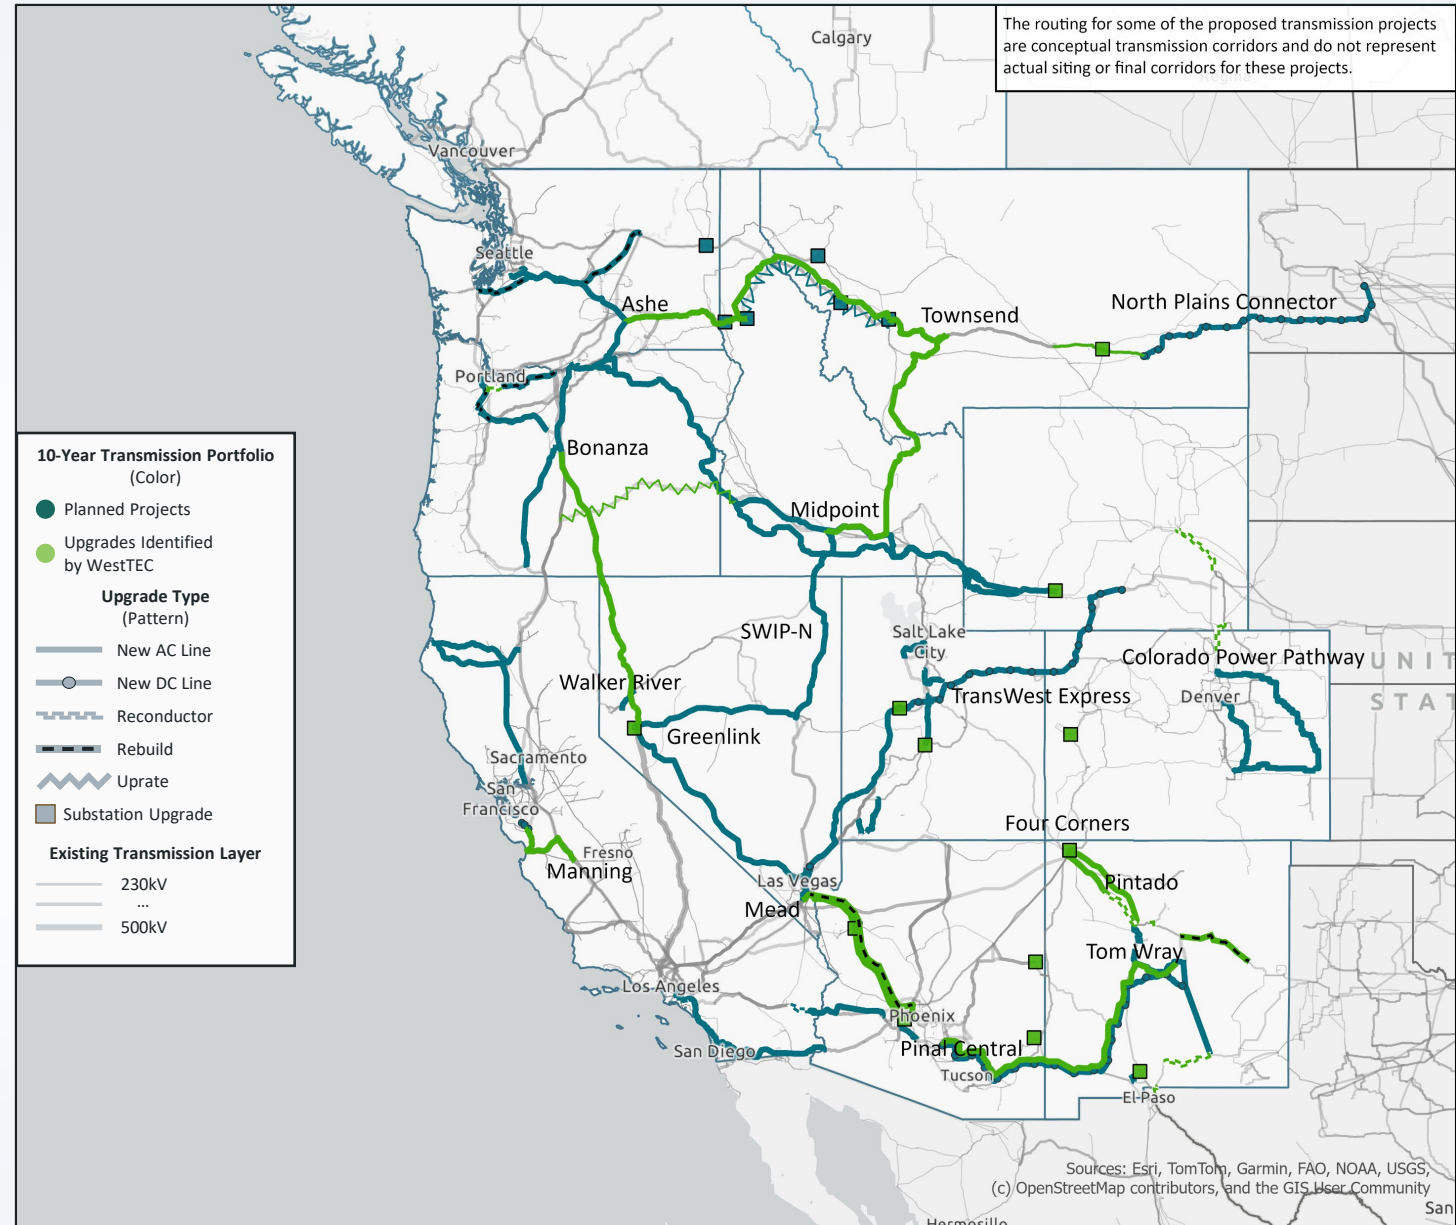 The routing for some of the proposed transmission projects
are conceptual transmission corridors and do not represent
actual siting or final corridors for these projects.
Calgary
Vancouver
Seattle
Ashe
Townsend
North Plains Connector
Portland
Bonanza
Midpoint
10-Year Transmission Portfolio
(Color)
Planned Projects
Upgrades Identified
by WestTEC
Upgrade Type
(Pattern)
New AC Line
New DC Line
Reconductor
Rebuild
Uprate
Substation Upgrade
Existing Transmission Layer
230kV
...
500kV
SWIP-N
Salt Lake
City
Colorado Power Pathway
UNIT
STAT
Walker River
TransWest Express
Denver
Greenlink
Sacramento
San
Francisco
Four Corners
Fresno
Manning
Las Vegas
Pintado
Mead
Tom Wray
Los Angeles
Phoenix
San Diego
Pinal Central
Tucson
El Paso
Sources: Esri, TomTom, Garmin, FAO, NOAA, USGS,
(c) OpenStreetMap contributors, and the GIS User Community
San
Hermosillo